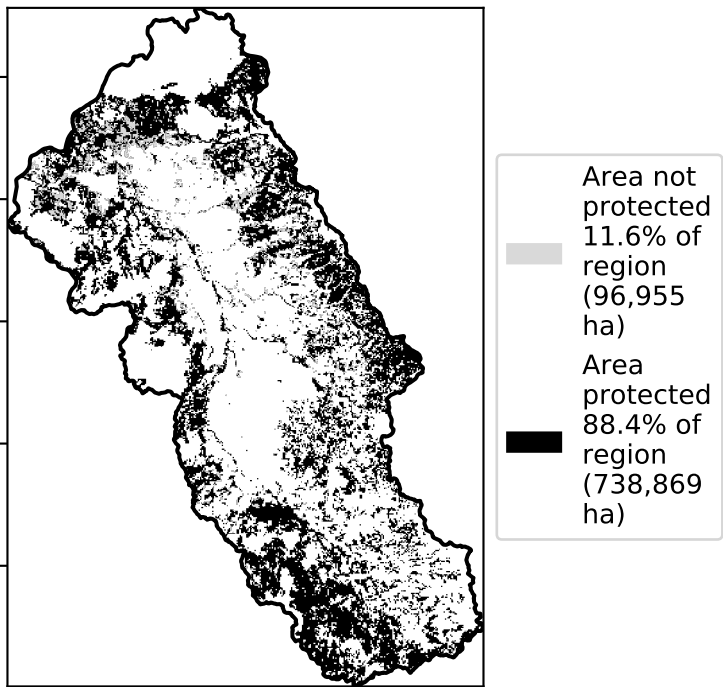 Area not
protected
11.6% of
region
(96,955
ha)
Area
protected
88.4% of
region
(738,869
ha)